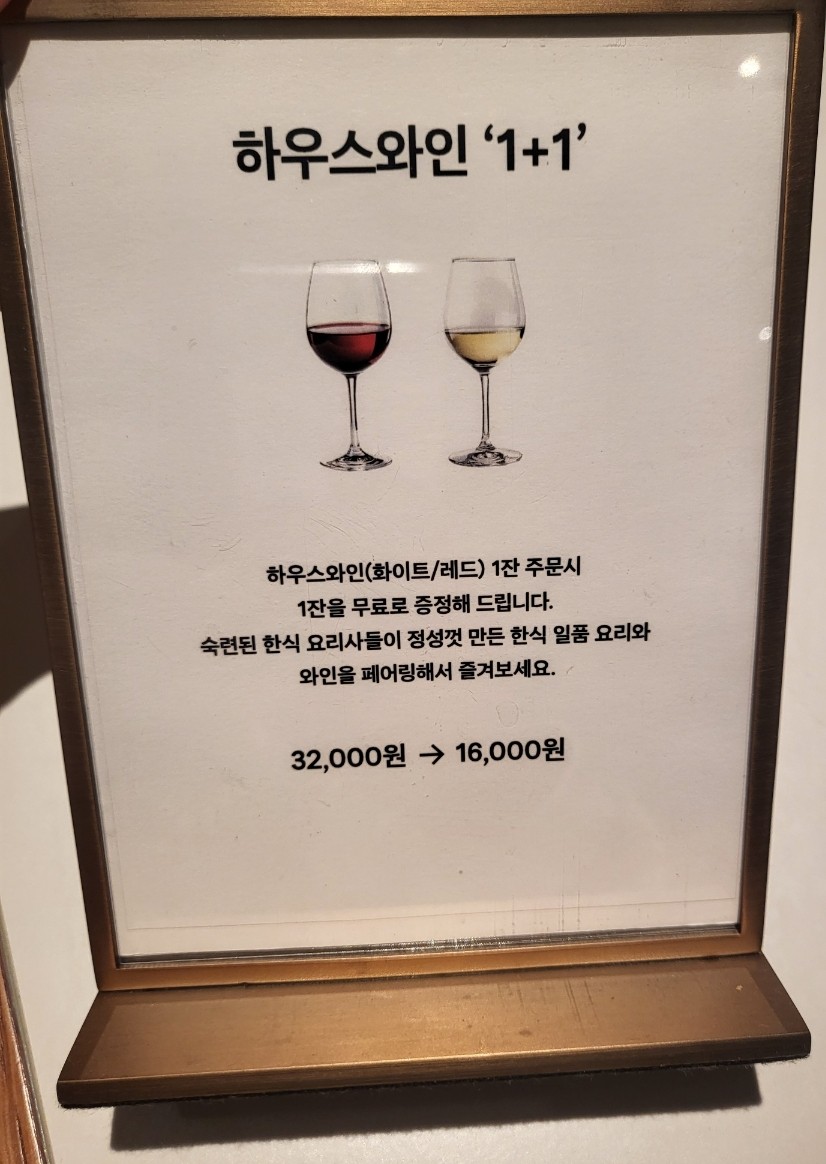 하우스와인 ‘1+1’
하우스와인(화이트/레드) 1잔 주문시
1잔을 무료로 증정해 드립니다.
숙련된 한식 요리사들이 정성껏 만든 한식 일품 요리와
와인을 페어링해서 즐겨보세요.
32,000원 → 16,000원